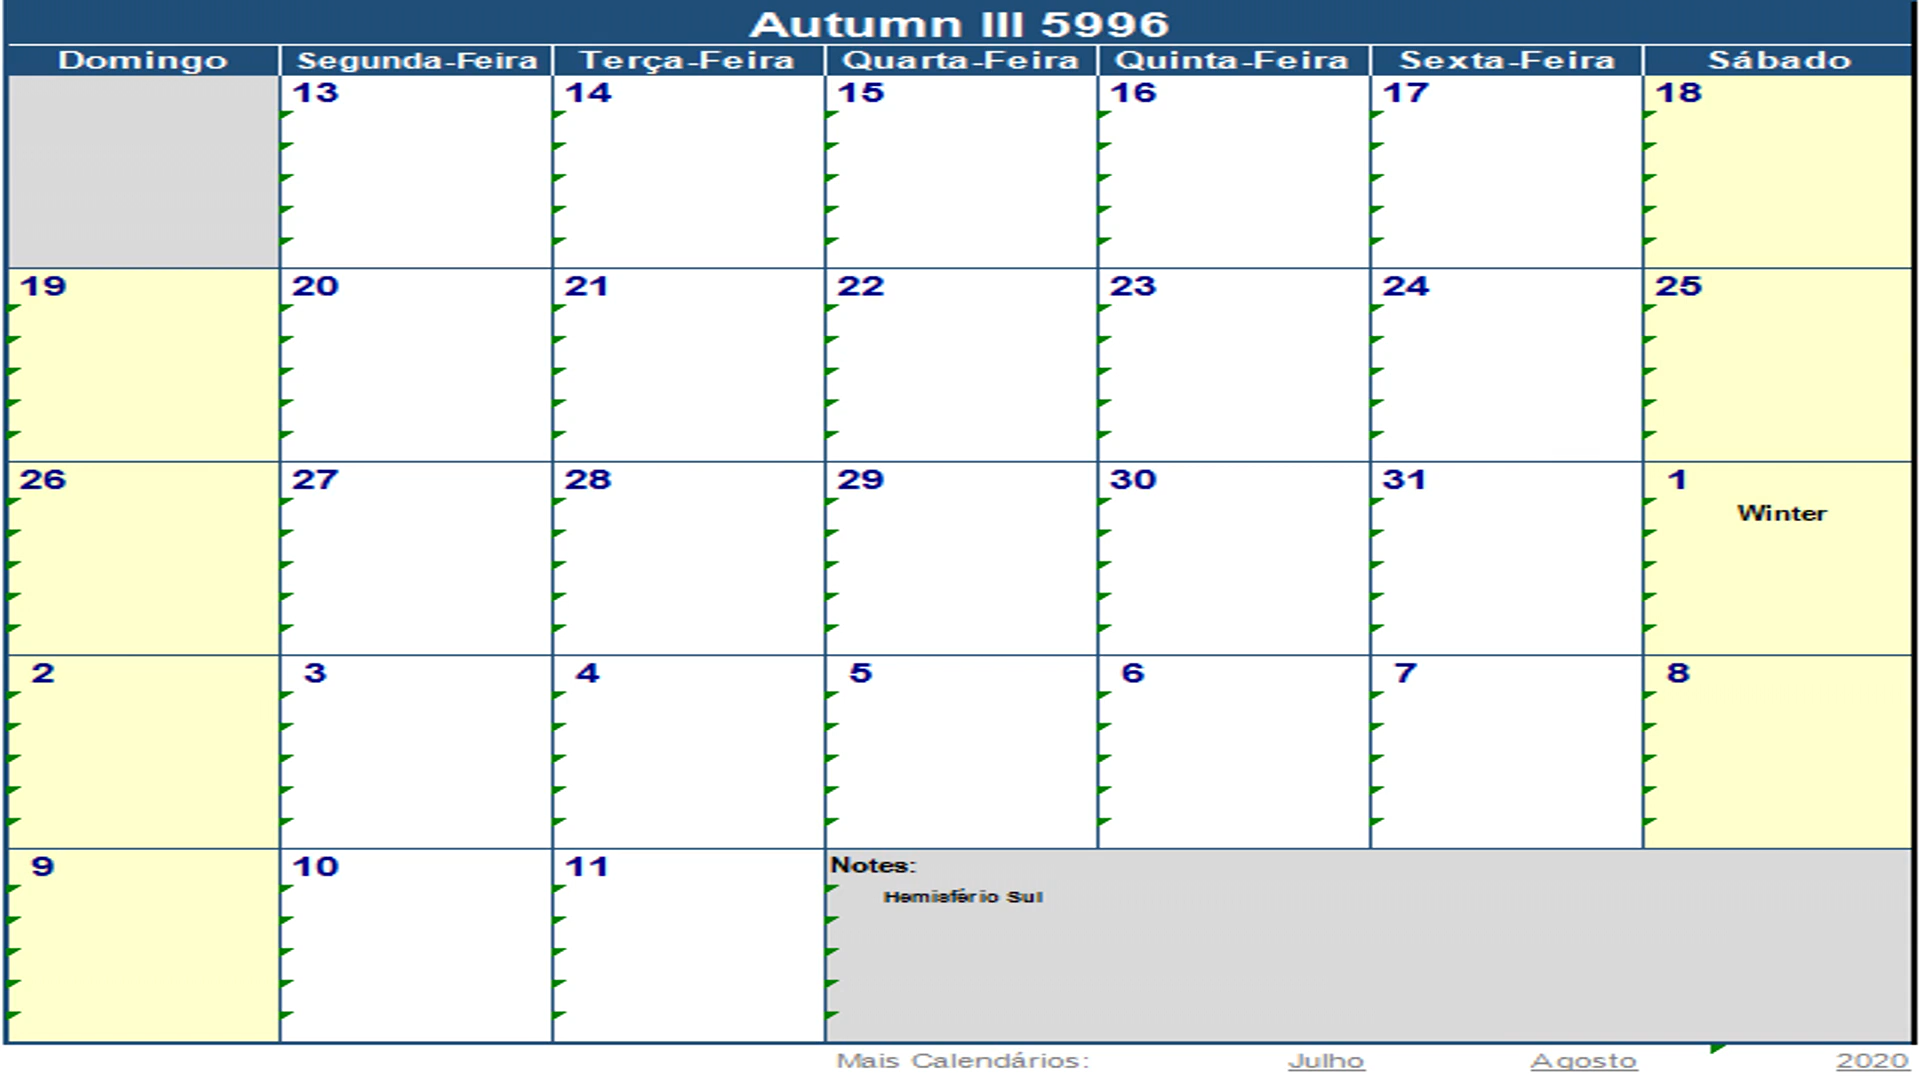 Autumn III 5996
Domingo Segunda-Feira Terça-Feira Quarta-Feira Quinta-Feira Sexta-Feira Sábado
13 14 15 16 17 18
19 20 21 22 23 24 25
26 27 28 29 30 31 1
Winter
2 3 4 5 6 7 8
9 10 11 Notes:
Hemisfério Sul
Mais Calendários: Julho Agosto 2020